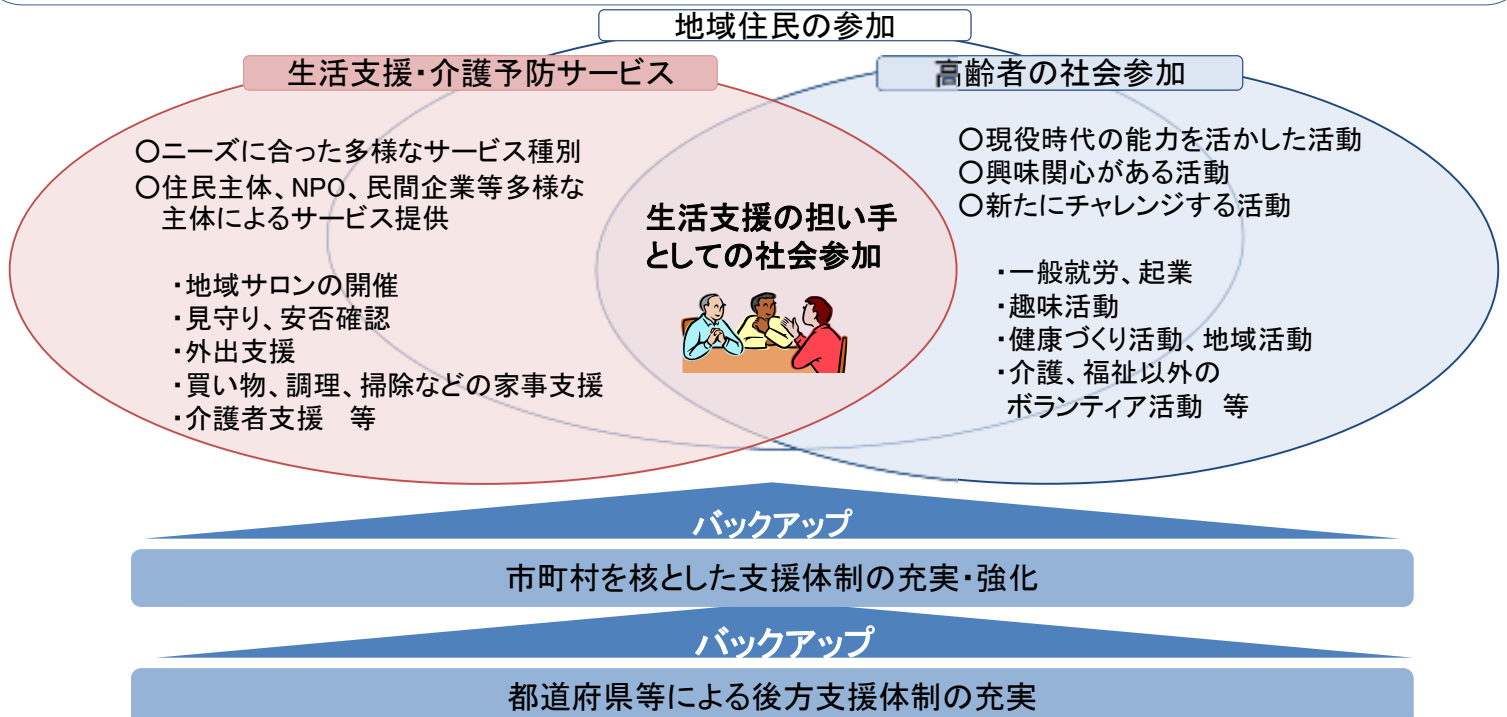 地域住民の参加
生活支援・介護予防サービス
○ニーズに合った多様なサービス種別
○住民主体、NPO、民間企業等多様な
主体によるサービス提供
・地域サロンの開催
・見守り、安否確認
・外出支援
・買い物、調理、掃除などの家事支援
・介護者支援　等
生活支援の担い手
としての社会参加
高齢者の社会参加
○現役時代の能力を活かした活動
○興味関心がある活動
○新たにチャレンジする活動
・一般就労、起業
・趣味活動
・健康づくり活動、地域活動
・介護、福祉以外の
ボランティア活動　等
バックアップ
市町村を核とした支援体制の充実・強化
バックアップ
都道府県等による後方支援体制の充実